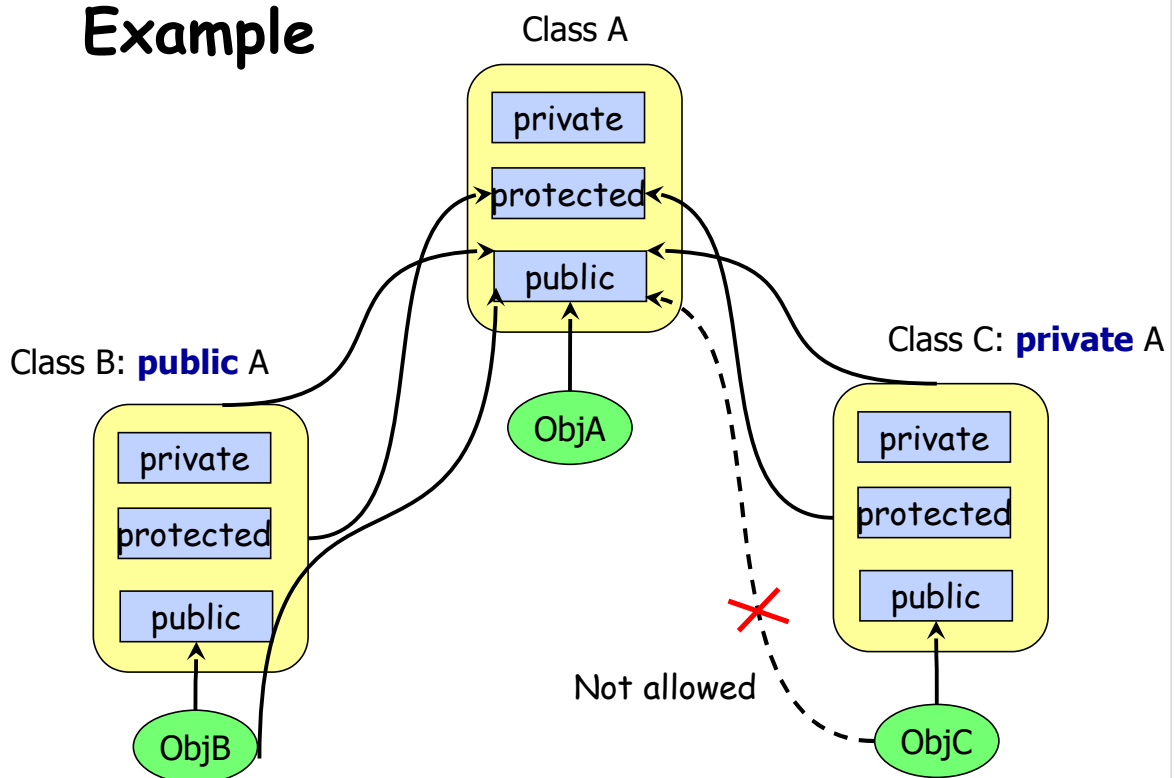 Example
Class A
private
protected
public
ObjA
Class B: public A
private
protected
public
ObjB
Class C: private A
private
protected
public
Not allowed
ObjC